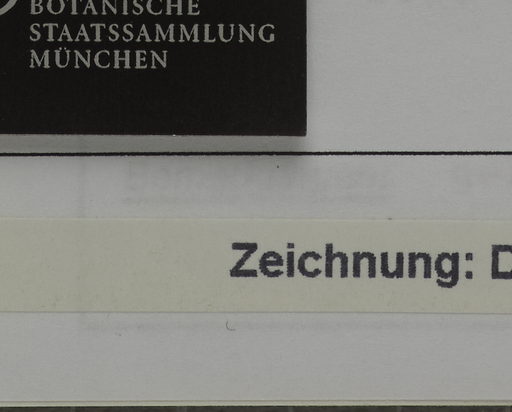 BOTANISCHE
STAATSSAMMLUNG
MÜNCHEN
Zeichnung: D